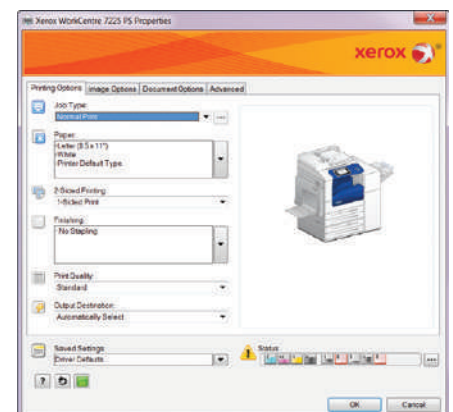 Xerox WorkCentre 7225 PS Properties
xerox
Printing Options Image Options Document Options Advanced
Job Type:
Normal Print
Paper:
Letter (8.5 x 11")
White
Printer Default Type
2-Sided Printing:
1-Sided Print
Finishing:
No Stapling
Print Quality:
Standard
Output Destination:
Automatically Select
Saved Settings:
Driver Defaults
Status
?
OK Cancel